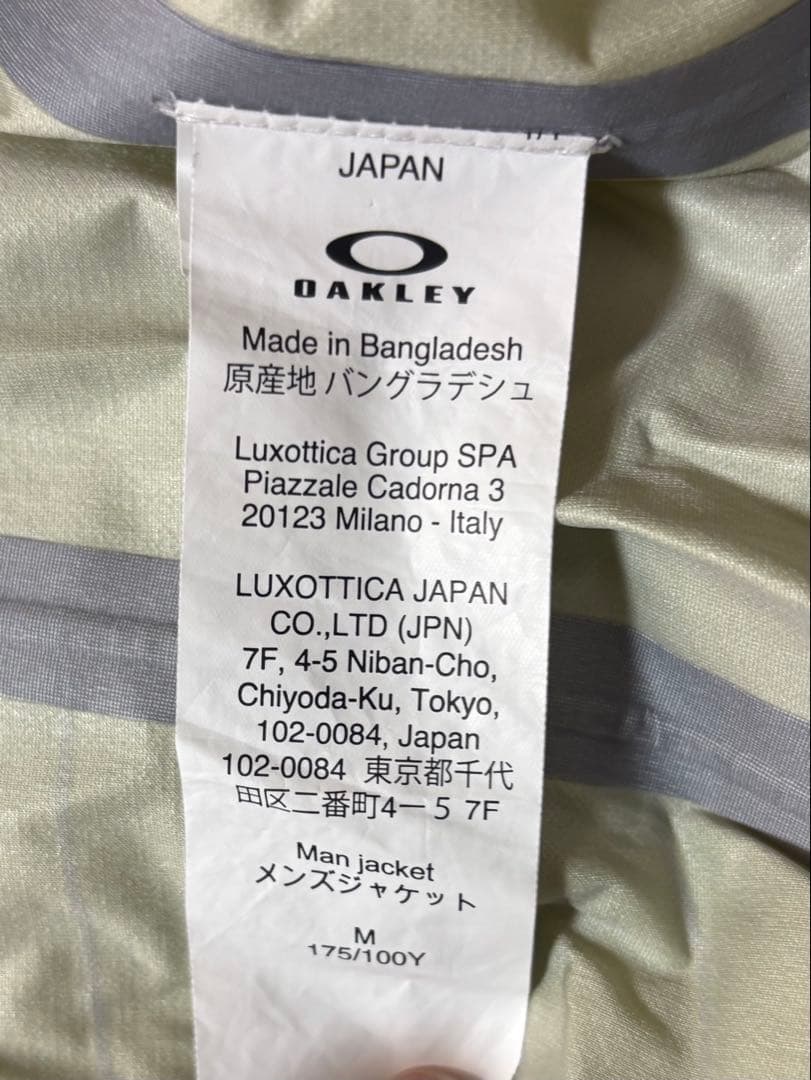 JAPAN
OAKLEY
Made in Bangladesh
原産地 バングラデシュ
Luxottica Group SPA
Piazzale Cadorna 3
20123 Milano - Italy
LUXOTTICA JAPAN
CO.,LTD (JPN)
7F, 4-5 Niban-Cho,
Chiyoda-Ku, Tokyo,
102-0084, Japan
102-0084 東京都千代
田区二番町4ー５ 7F
Man jacket
メンズジャケット
M
175/100Y